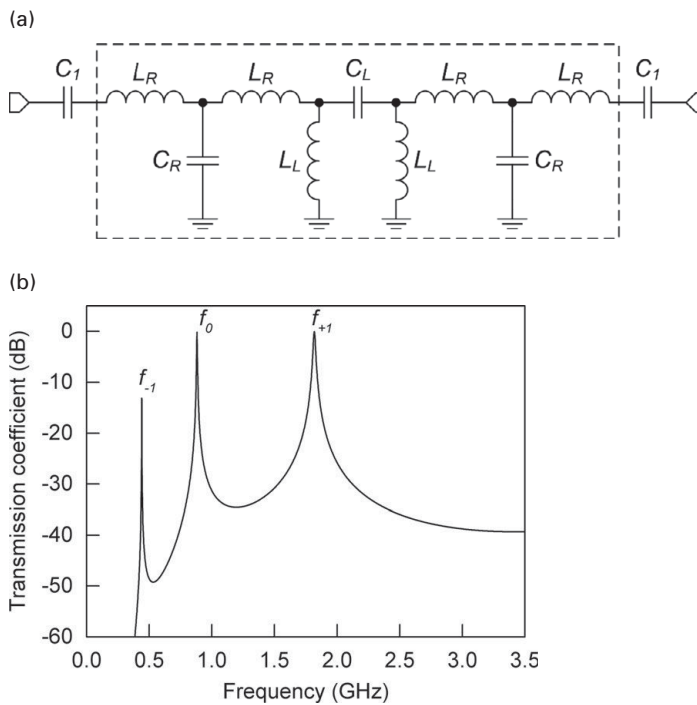 (a)
C1 LR LR CL LR LR C1
CR LL LL CR
(b)
f0 f+1
f-1
0
-10
-20
-30
-40
-50
-60
0.0 0.5 1.0 1.5 2.0 2.5 3.0 3.5
Transmission coefficient (dB)
Frequency (GHz)